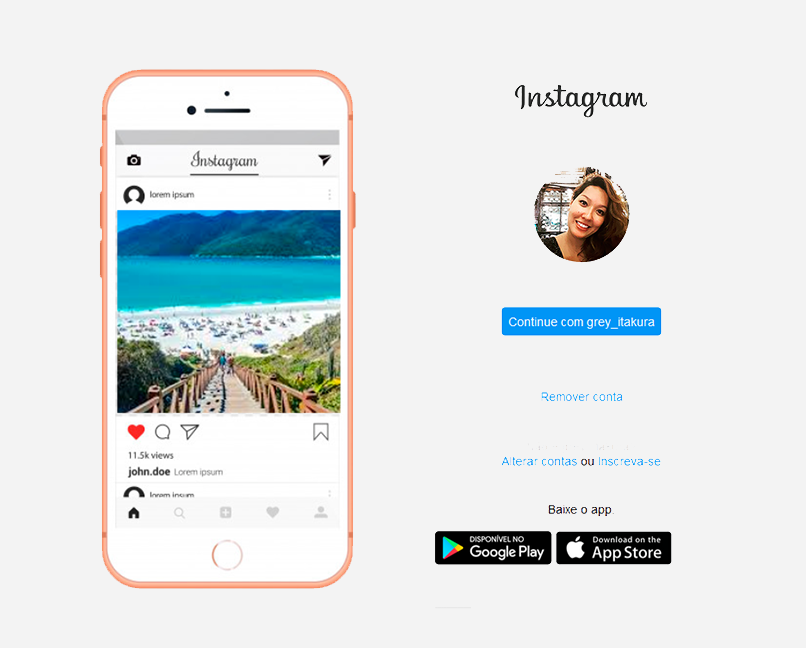 Instagram
lorem ipsum
11.5k views
john.doe Lorem ipsum
lorem ipsum
Instagram
Continue com grey_itakura
Remover conta
Alterar contas ou Inscreva-se
Baixe o app.
DISPONÍVEL NO
Google Play
Download on the
App Store